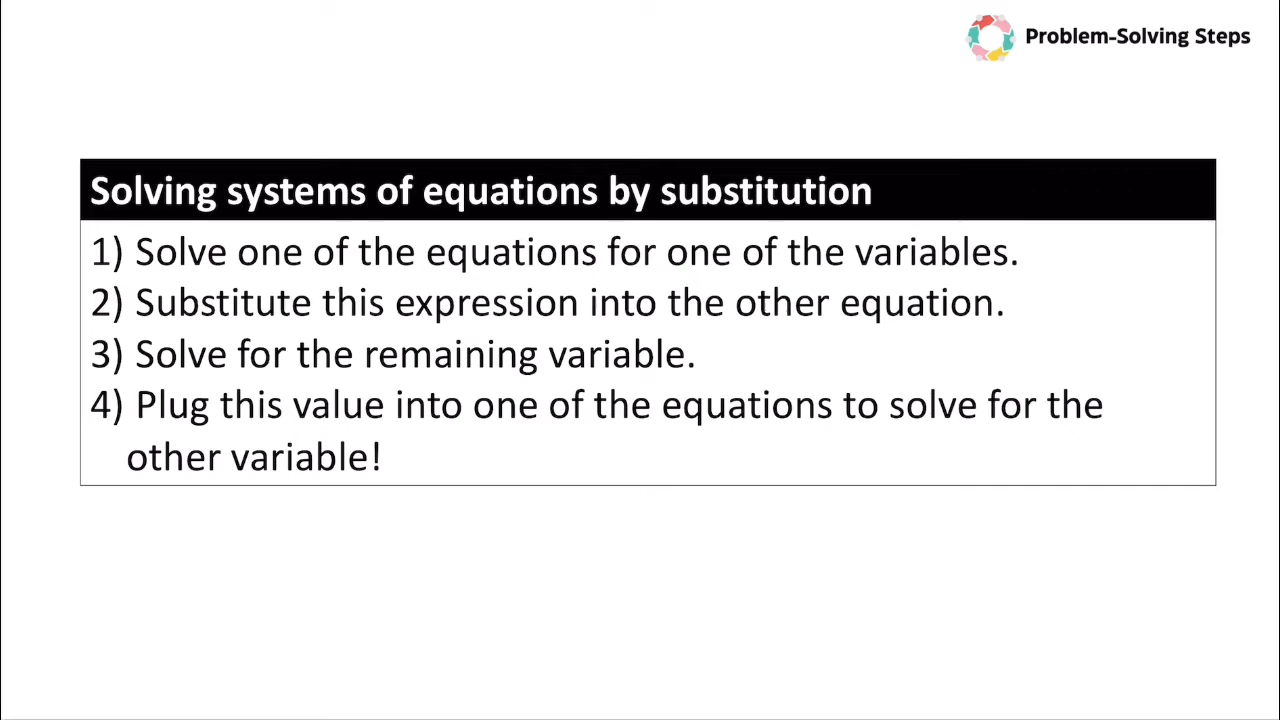 Problem-Solving Steps
Solving systems of equations by substitution
1) Solve one of the equations for one of the variables.
2) Substitute this expression into the other equation.
3) Solve for the remaining variable.
4) Plug this value into one of the equations to solve for the
other variable!